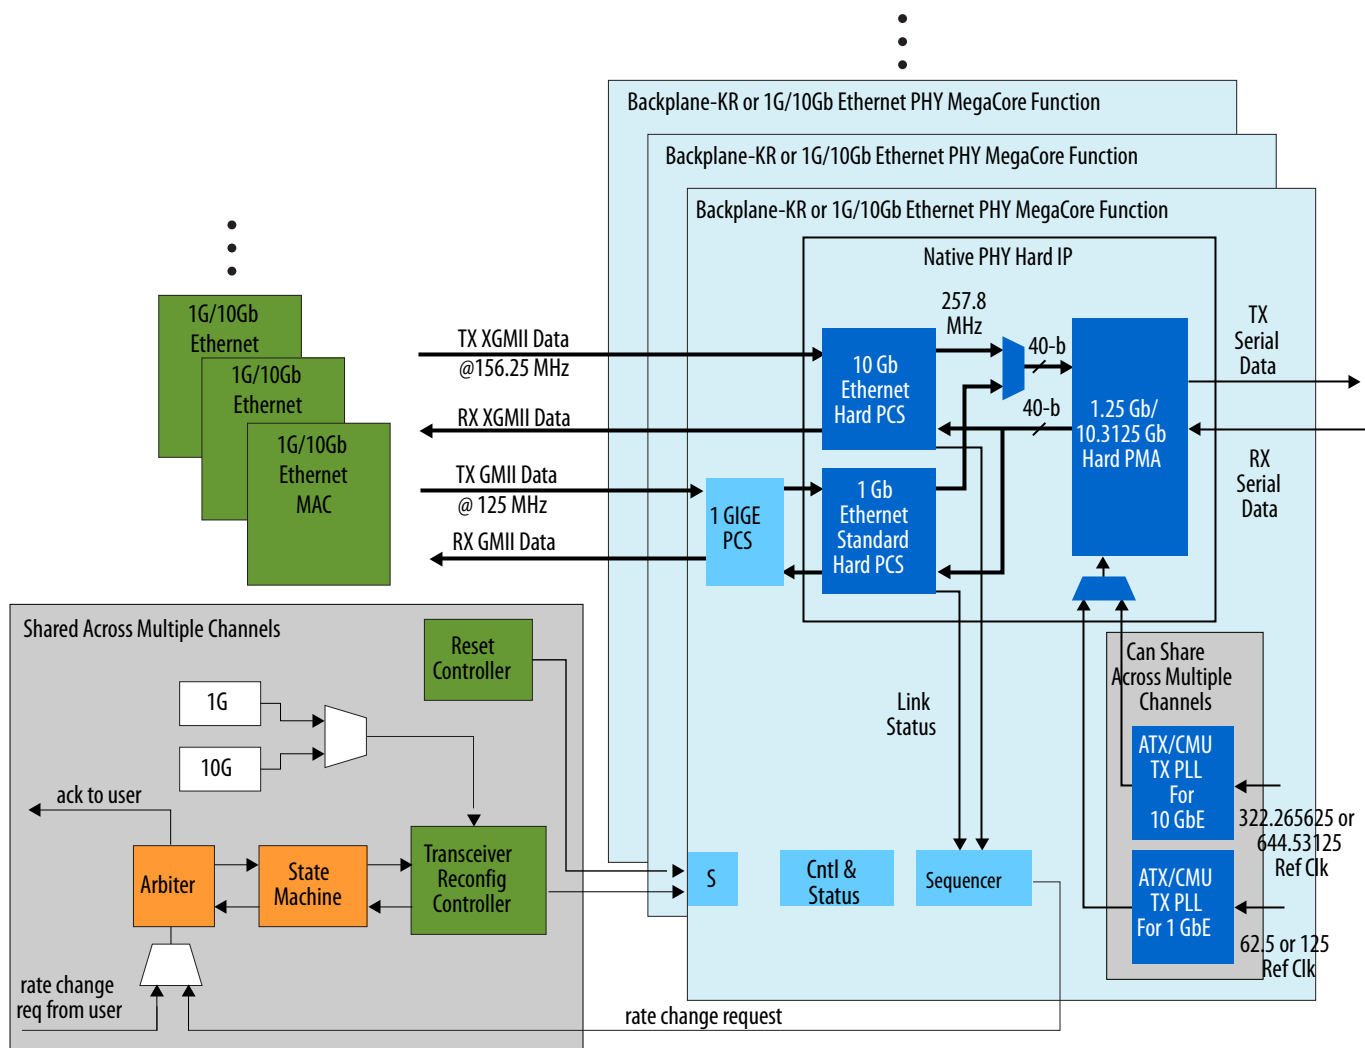 Backplane-KR or 1G/10Gb Ethernet PHY MegaCore Function
Backplane-KR or 1G/10Gb Ethernet PHY MegaCore Function
Backplane-KR or 1G/10Gb Ethernet PHY MegaCore Function
Native PHY Hard IP
257.8
MHz
40-b
40-b
TX
Serial
Data
RX
Serial
Data
1G/10Gb
Ethernet
1G/10Gb
Ethernet
1G/10Gb
Ethernet
MAC
TX XGMII Data
@156.25 MHz
RX XGMII Data
TX GMII Data
@ 125 MHz
RX GMII Data
10 Gb
Ethernet
Hard PCS
1 GIGE
PCS
1 Gb
Ethernet
Standard
Hard PCS
1.25 Gb/
10.3125 Gb
Hard PMA
Shared Across Multiple Channels
Reset
Controller
1G
10G
ack to user
Arbiter
State
Machine
Transceiver
Reconfig
Controller
rate change
req from user
rate change request
Link
Status
S
Cntl &
Status
Sequencer
Can Share
Across Multiple
Channels
ATX/CMU
TX PLL
For
10 GbE
322.265625 or
644.53125
Ref Clk
ATX/CMU
TX PLL
For 1 GbE
62.5 or 125
Ref Clk